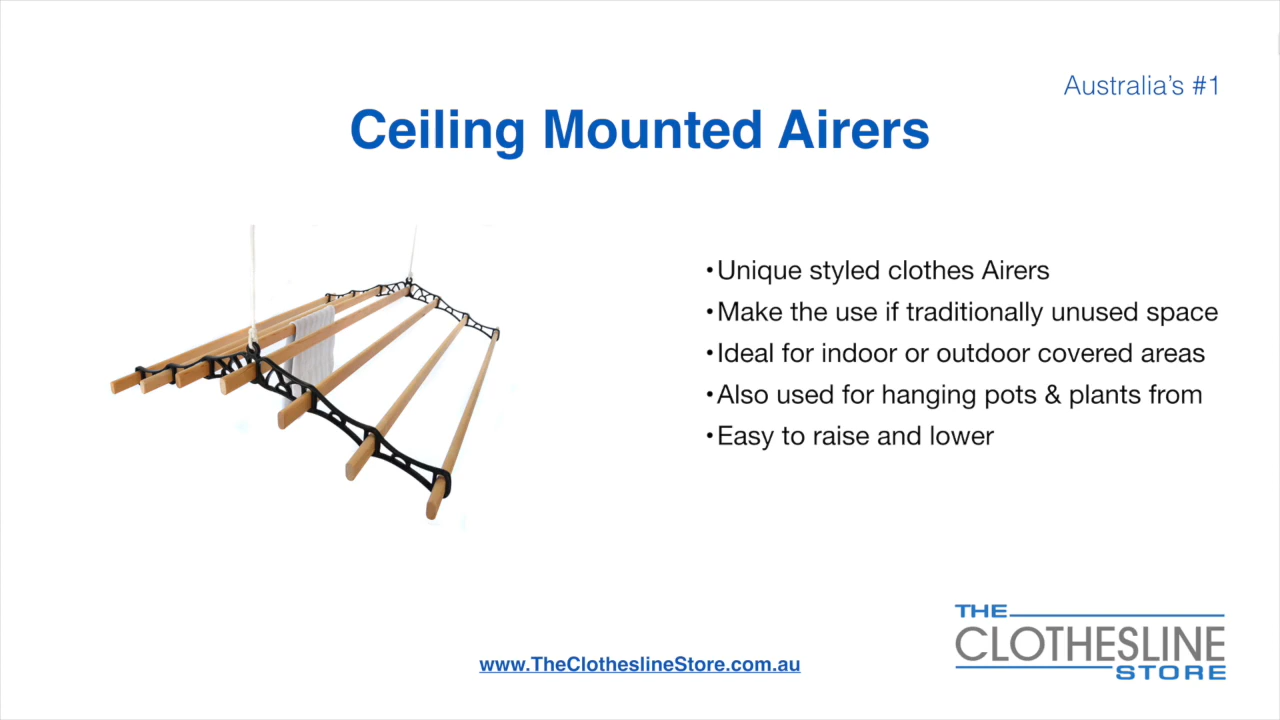 Australia's #1
Ceiling Mounted Airers
•Unique styled clothes Airers
•Make the use if traditionally unused space
•Ideal for indoor or outdoor covered areas
•Also used for hanging pots & plants from
•Easy to raise and lower
THE
CLOTHESLINE
STORE
www.TheClotheslineStore.com.au